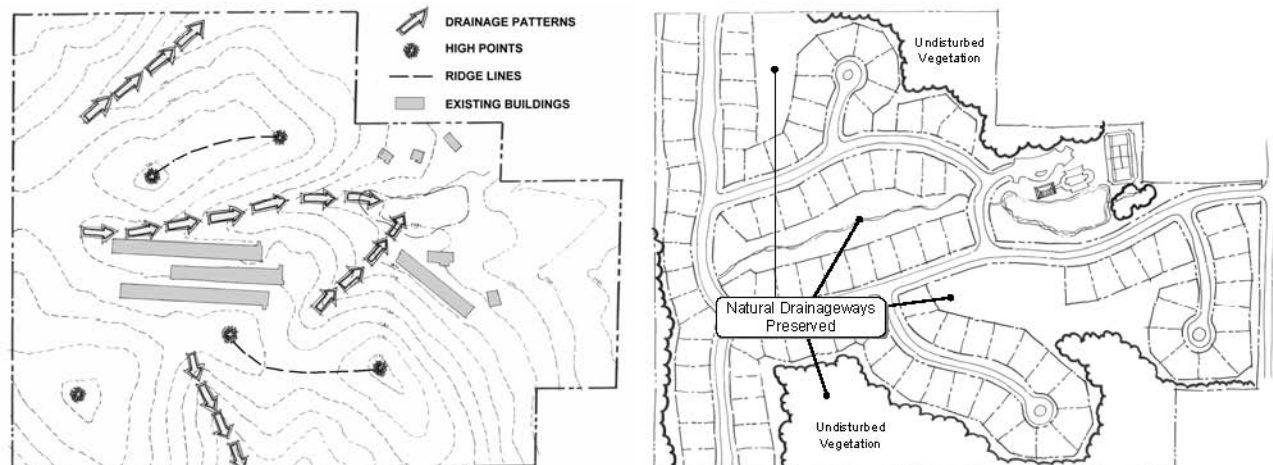 DRAINAGE PATTERNS
HIGH POINTS
RIDGE LINES
EXISTING BUILDINGS
Undisturbed
Vegetation
Natural Drainageways
Preserved
Undisturbed
Vegetation